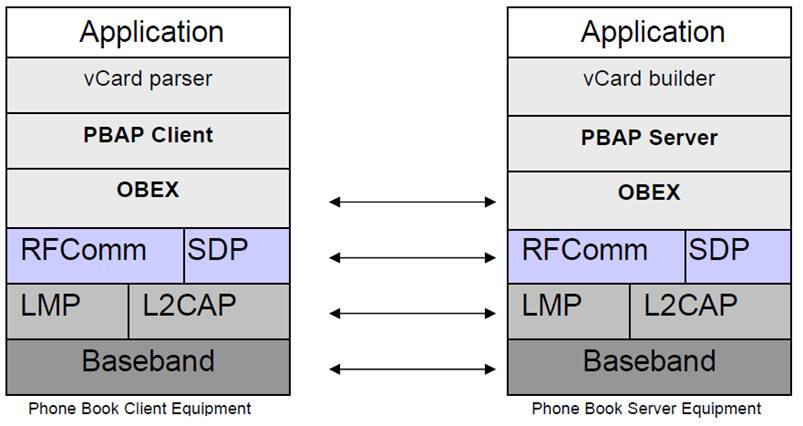 Application
vCard parser
PBAP Client
OBEX
RFComm SDP
LMP L2CAP
Baseband
Phone Book Client Equipment
Application
vCard builder
PBAP Server
OBEX
RFComm SDP
LMP L2CAP
Baseband
Phone Book Server Equipment